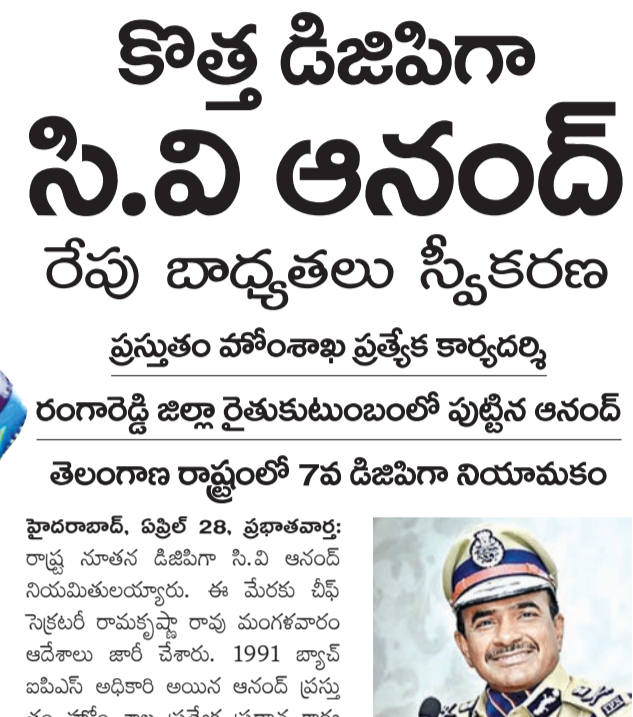 కొత్త డిజిపిగా
సి.వి ఆనంద్
రేపు బాధ్యతలు స్వీకరణ
ప్రస్తుతం హోంశాఖ ప్రత్యేక కార్యదర్శి
రంగారెడ్డి జిల్లా రైతుకుటుంబంలో పుట్టిన ఆనంద్
తెలంగాణ రాష్ట్రంలో 7వ డిజిపిగా నియామకం
హైదరాబాద్, ఏప్రిల్ 28, ప్రభాతవార్త:
రాష్ట్ర నూతన డిజిపిగా సి.వి ఆనంద్
నియమితులయ్యారు. ఈ మేరకు చీఫ్
సెక్రటరీ రామకృష్ణా రావు మంగళవారం
ఆదేశాలు జారీ చేశారు. 1991 బ్యాచ్
ఐపిఎస్ అధికారి అయిన ఆనంద్ ప్రస్తు